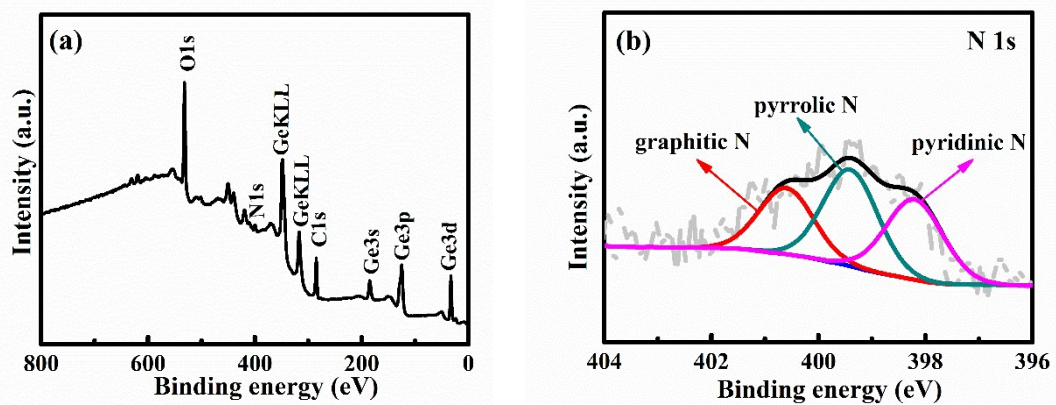 (a)
O1s
N1s
GeKLL
GeKLL
C1s
Ge3s
Ge3p
Ge3d
Intensity (a.u.)
800 600 400 200 0
Binding energy (eV)
(b)
N 1s
pyrrolic N
graphitic N
pyridinic N
Intensity (a.u.)
404 402 400 398 396
Binding energy (eV)